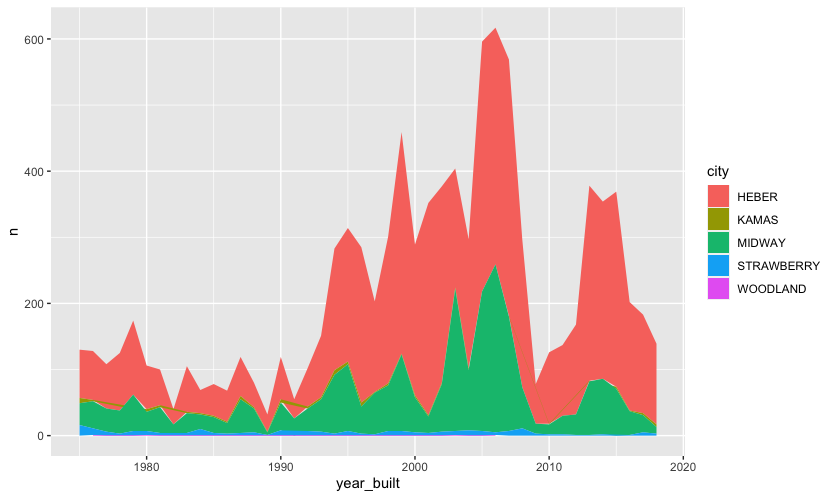 600
400
200
0
n
1980
1990
2000
2010
2020
year_built
city
HEBER
KAMAS
MIDWAY
STRAWBERRY
WOODLAND